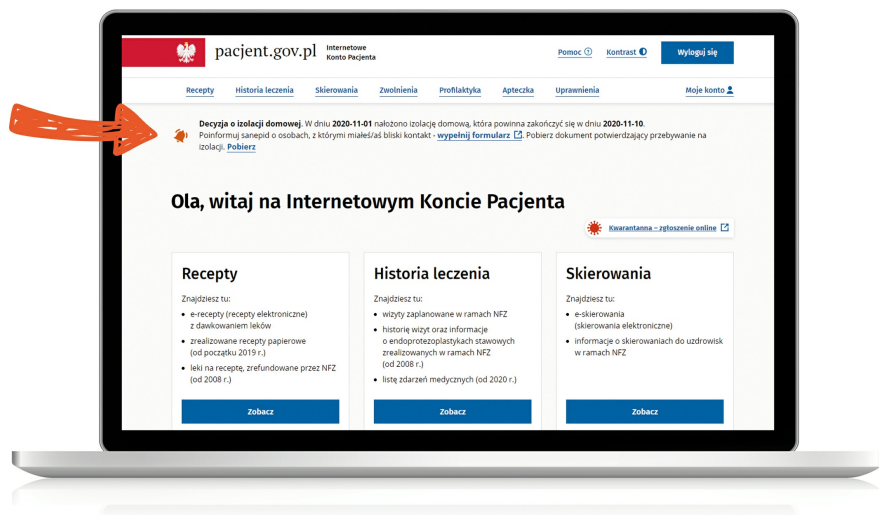 pacjent.gov.pl Internetowe Konto Pacjenta
Pomoc Kontrast Wyloguj się
Recepty Historia leczenia Skierowania Zwolnienia Profilaktyka Apteczka Uprawnienia Moje konto
Decyzja o izolacji domowej. W dniu 2020-11-01 nałożono izolację domową, która powinna zakończyć się w dniu 2020-11-10.
Poinformuj sanepid o osobach, z którymi miałeś/aś bliski kontakt - wypełnij formularz. Pobierz dokument potwierdzający przebywanie na
izolacji. Pobierz
Ola, witaj na Internetowym Koncie Pacjenta
Kwarantanna – zgłoszenie online
Recepty
Znajdziesz tu:
• e-recepty (recepty elektroniczne)
z dawkowaniem leków
• zrealizowane recepty papierowe
(od początku 2019 r.)
• leki na receptę, zrefundowane przez NFZ
(od 2008 r.)
Zobacz
Historia leczenia
Znajdziesz tu:
• wizyty zaplanowane w ramach NFZ
• historię wizyt oraz informacje
o endoprotezoplastykach stawowych
zrealizowanych w ramach NFZ
(od 2008 r.)
• listę zdarzeń medycznych (od 2020 r.)
Zobacz
Skierowania
Znajdziesz tu:
• e-skierowania
(skierowania elektroniczne)
• informacje o skierowaniach do uzdrowisk
w ramach NFZ
Zobacz